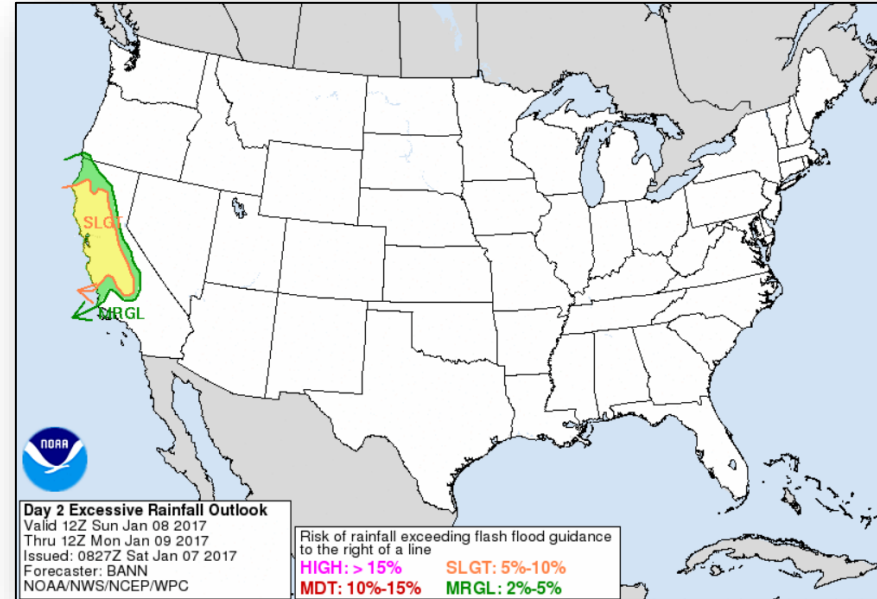 SLGT
MRGL
NOAA
Day 2 Excessive Rainfall Outlook
Valid 12Z Sun Jan 08 2017
Thru 12Z Mon Jan 09 2017
Issued: 0827Z Sat Jan 07 2017
Forecaster: BANN
NOAA/NWS/NCEP/WPC
Risk of rainfall exceeding flash flood guidance
to the right of a line
HIGH: > 15% SLGT: 5%-10%
MDT: 10%-15% MRGL: 2%-5%